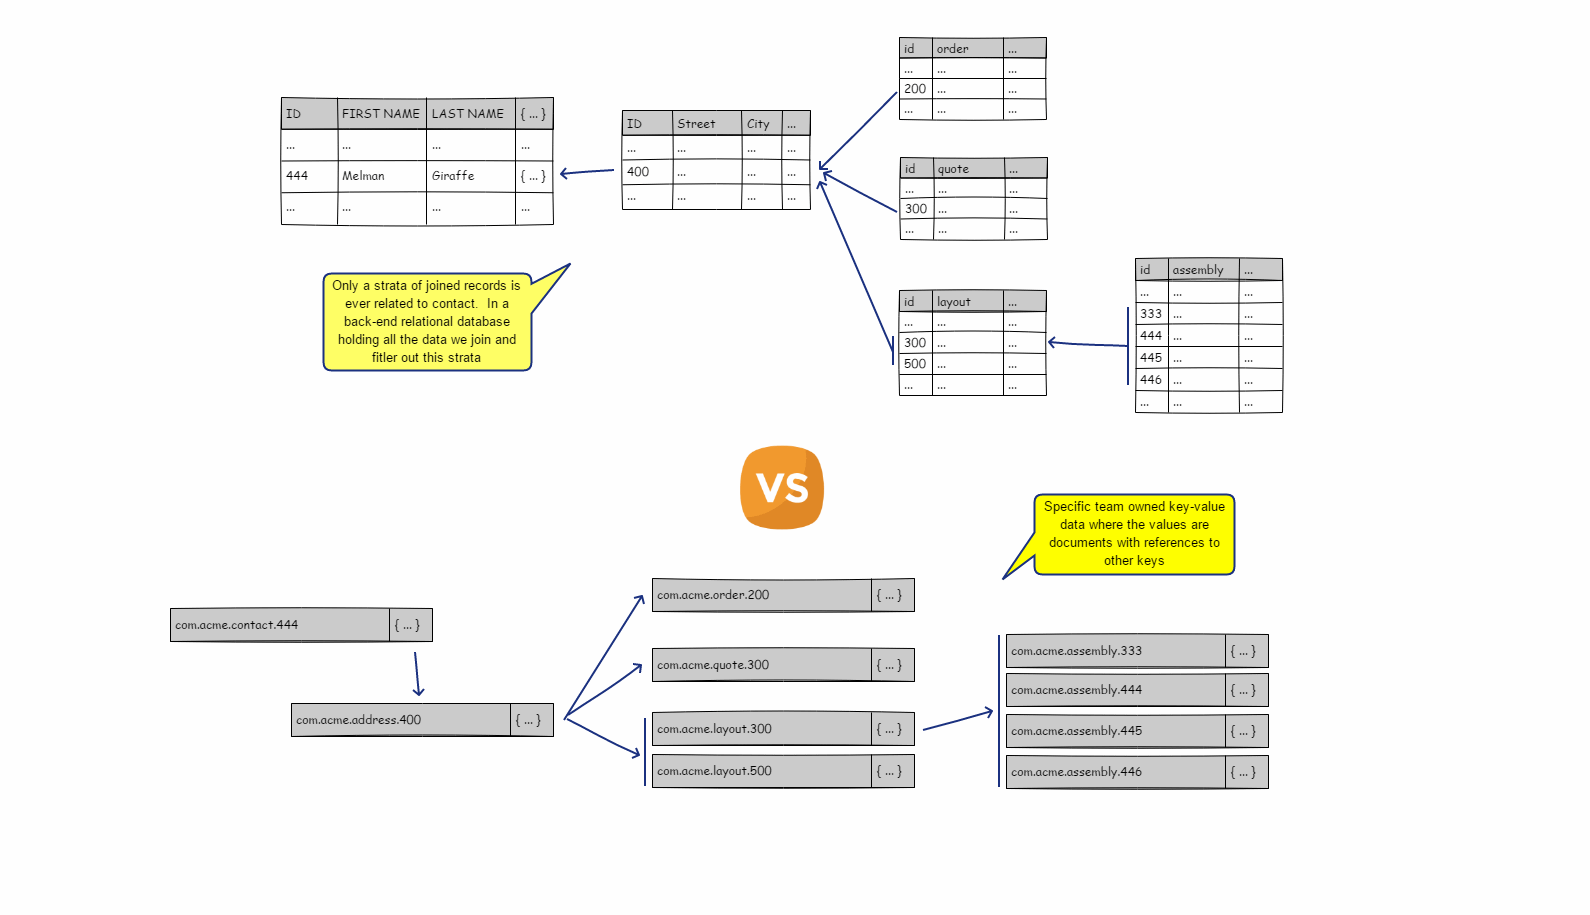 ID FIRST NAME LAST NAME { ... }
... ... ... ...
444 Melman Giraffe { ... }
... ... ... ...
ID Street City ...
... ... ... ...
400 ... ... ...
... ... ... ...
id order ...
... ... ...
200 ... ...
... ... ...
id quote ...
... ... ...
300 ... ...
... ... ...
id layout ...
... ... ...
300 ... ...
500 ... ...
... ... ...
id assembly ...
... ... ...
333 ... ...
444 ... ...
445 ... ...
446 ... ...
... ... ...
Only a strata of joined records is
ever related to contact. In a
back-end relational database
holding all the data we join and
fitler out this strata
VS
Specific team owned key-value
data where the values are
documents with references to
other keys
com.acme.contact.444 { ... }
com.acme.address.400 { ... }
com.acme.order.200 { ... }
com.acme.quote.300 { ... }
com.acme.layout.300 { ... }
com.acme.layout.500 { ... }
com.acme.assembly.333 { ... }
com.acme.assembly.444 { ... }
com.acme.assembly.445 { ... }
com.acme.assembly.446 { ... }